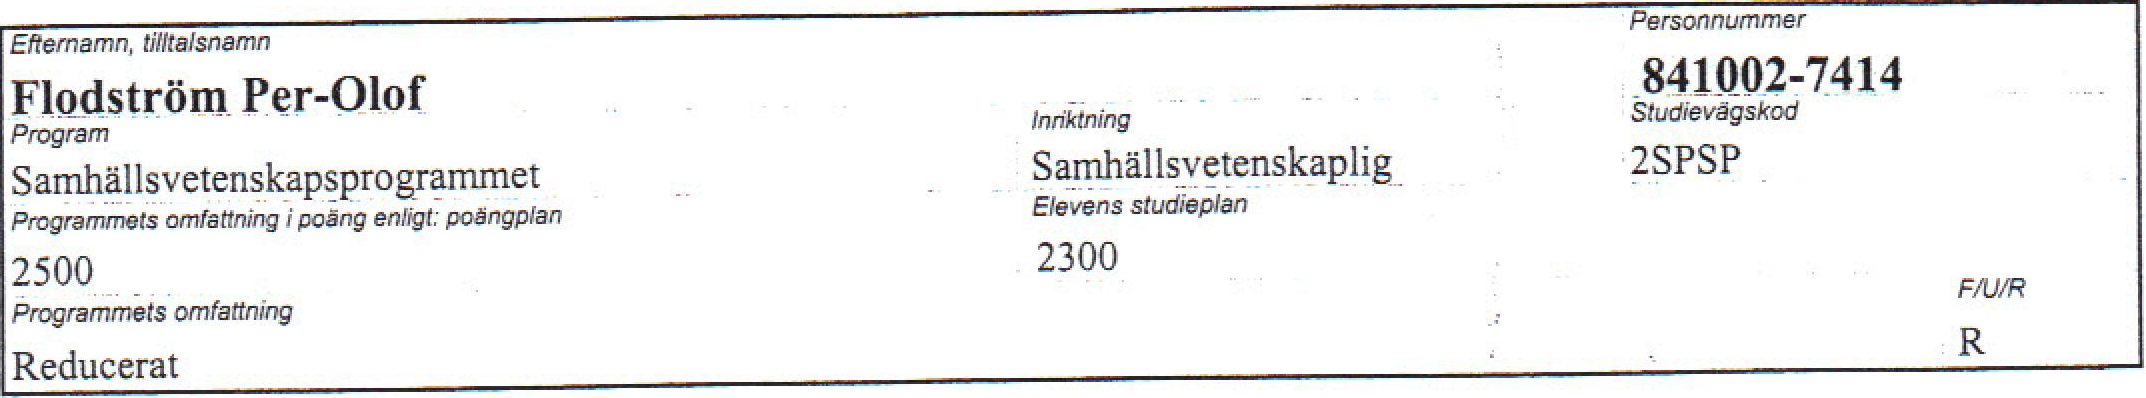 Efternamn, tilltalsnamn
Personnummer
Flodström Per-Olof
841002-7414
Program
Inriktning
Studievägskod
Samhällsvetenskapsprogrammet
Samhällsvetenskaplig
2SPSP
Programmets omfattning i poäng enligt: poängplan
Elevens studieplan
2500
2300
Programmets omfattning
F/U/R
Reducerat
R